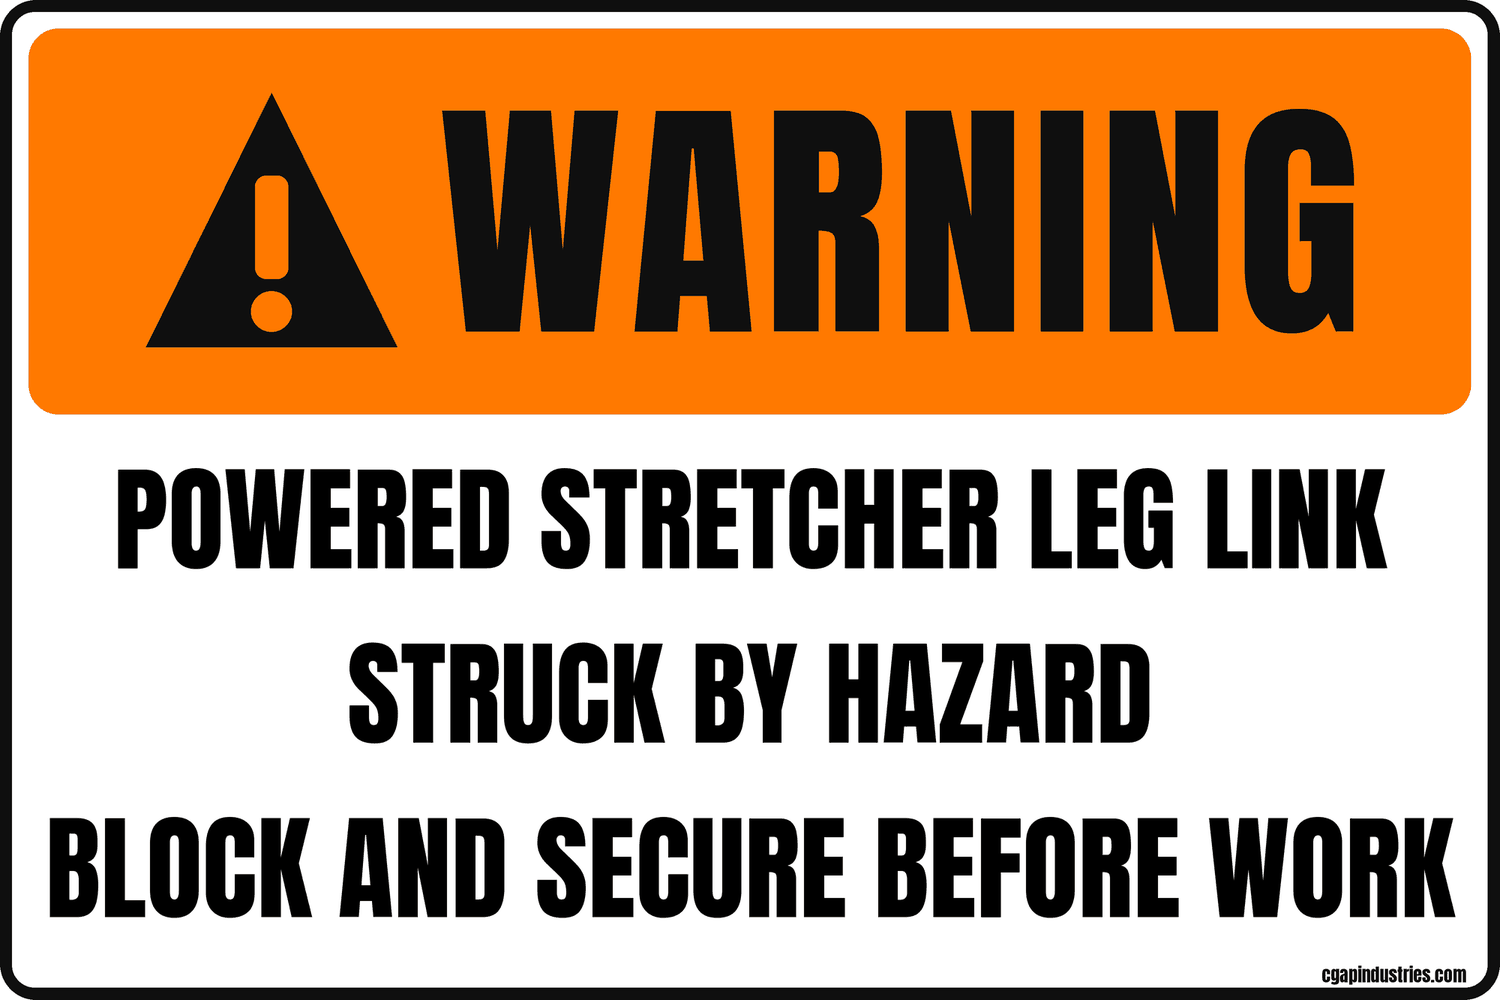 WARNING
POWERED STRETCHER LEG LINK
STRUCK BY HAZARD
BLOCK AND SECURE BEFORE WORK
cgapindustries.com